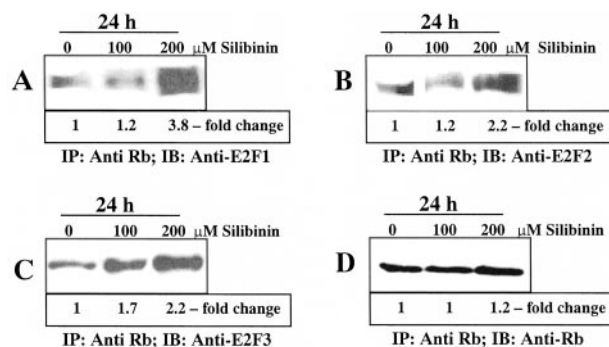 24 h
0 100 200 μM Silibinin
A
1 1.2 3.8 – fold change
IP: Anti Rb; IB: Anti-E2F1
24 h
0 100 200 μM Silibinin
B
1 1.2 2.2 – fold change
IP: Anti Rb; IB: Anti-E2F2
24 h
0 100 200 μM Silibinin
C
1 1.7 2.2 – fold change
IP: Anti Rb; IB: Anti-E2F3
24 h
0 100 200 μM Silibinin
D
1 1 1.2 – fold change
IP: Anti Rb; IB: Anti-Rb